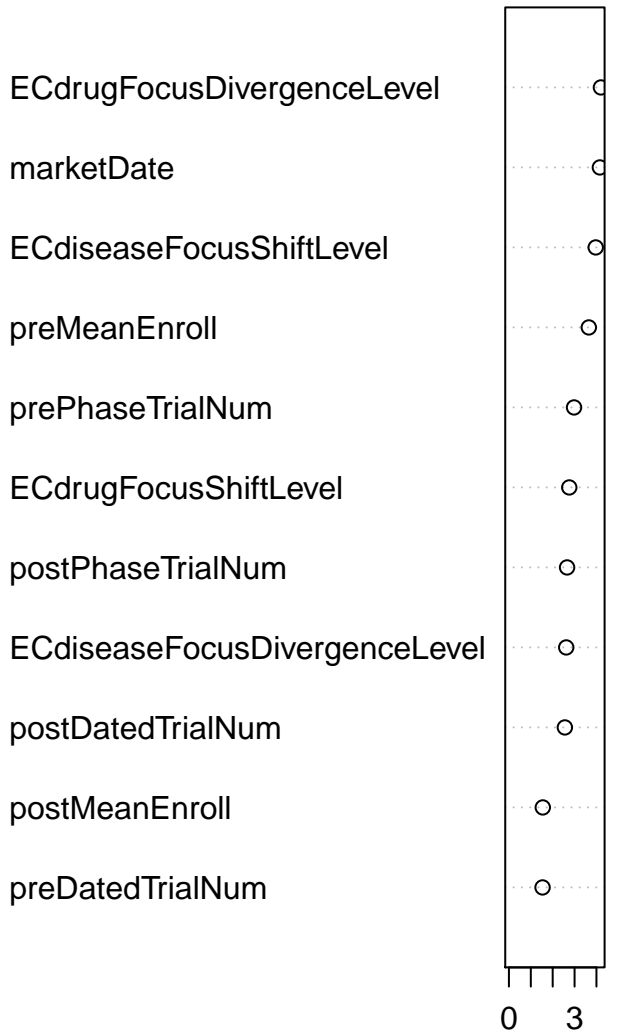 ECdrugFocusDivergenceLevel
marketDate
ECdiseaseFocusShiftLevel
preMeanEnroll
prePhaseTrialNum
ECdrugFocusShiftLevel
postPhaseTrialNum
ECdiseaseFocusDivergenceLevel
postDatedTrialNum
postMeanEnroll
preDatedTrialNum
0 3